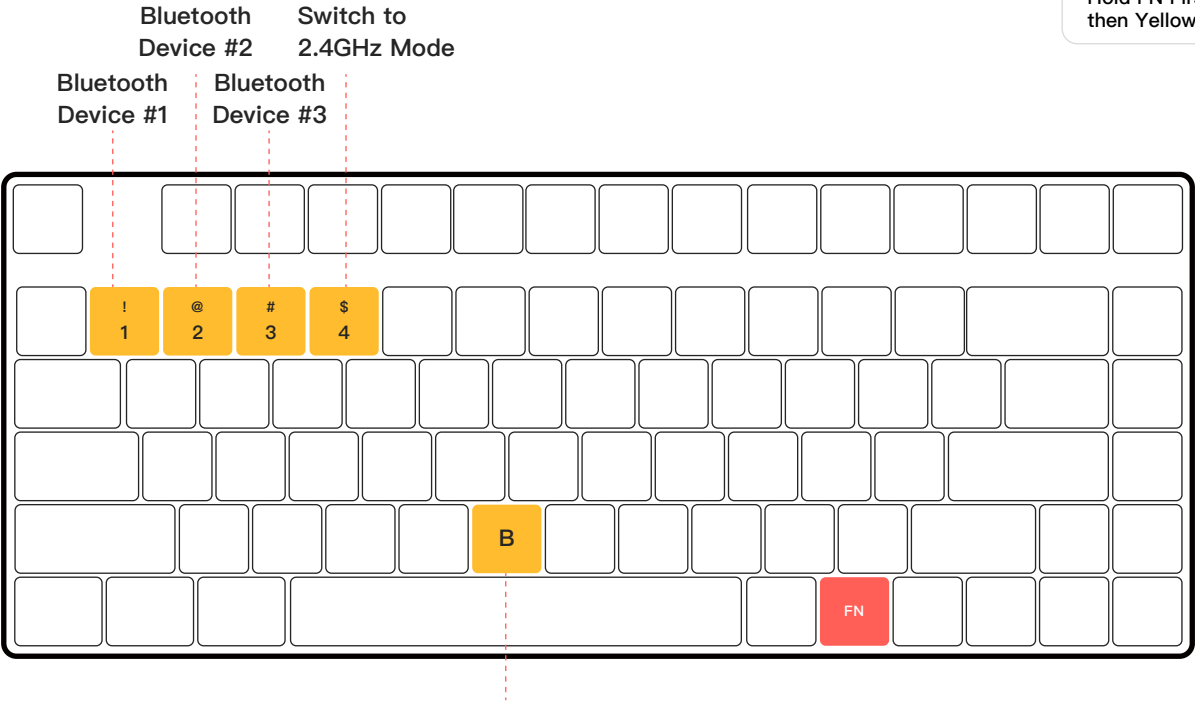 Bluetooth
Device #2
Switch to
2.4GHz Mode
then Yellow
Bluetooth
Device #1
Bluetooth
Device #3
!
1
@
2
#
3
$
4
B
FN